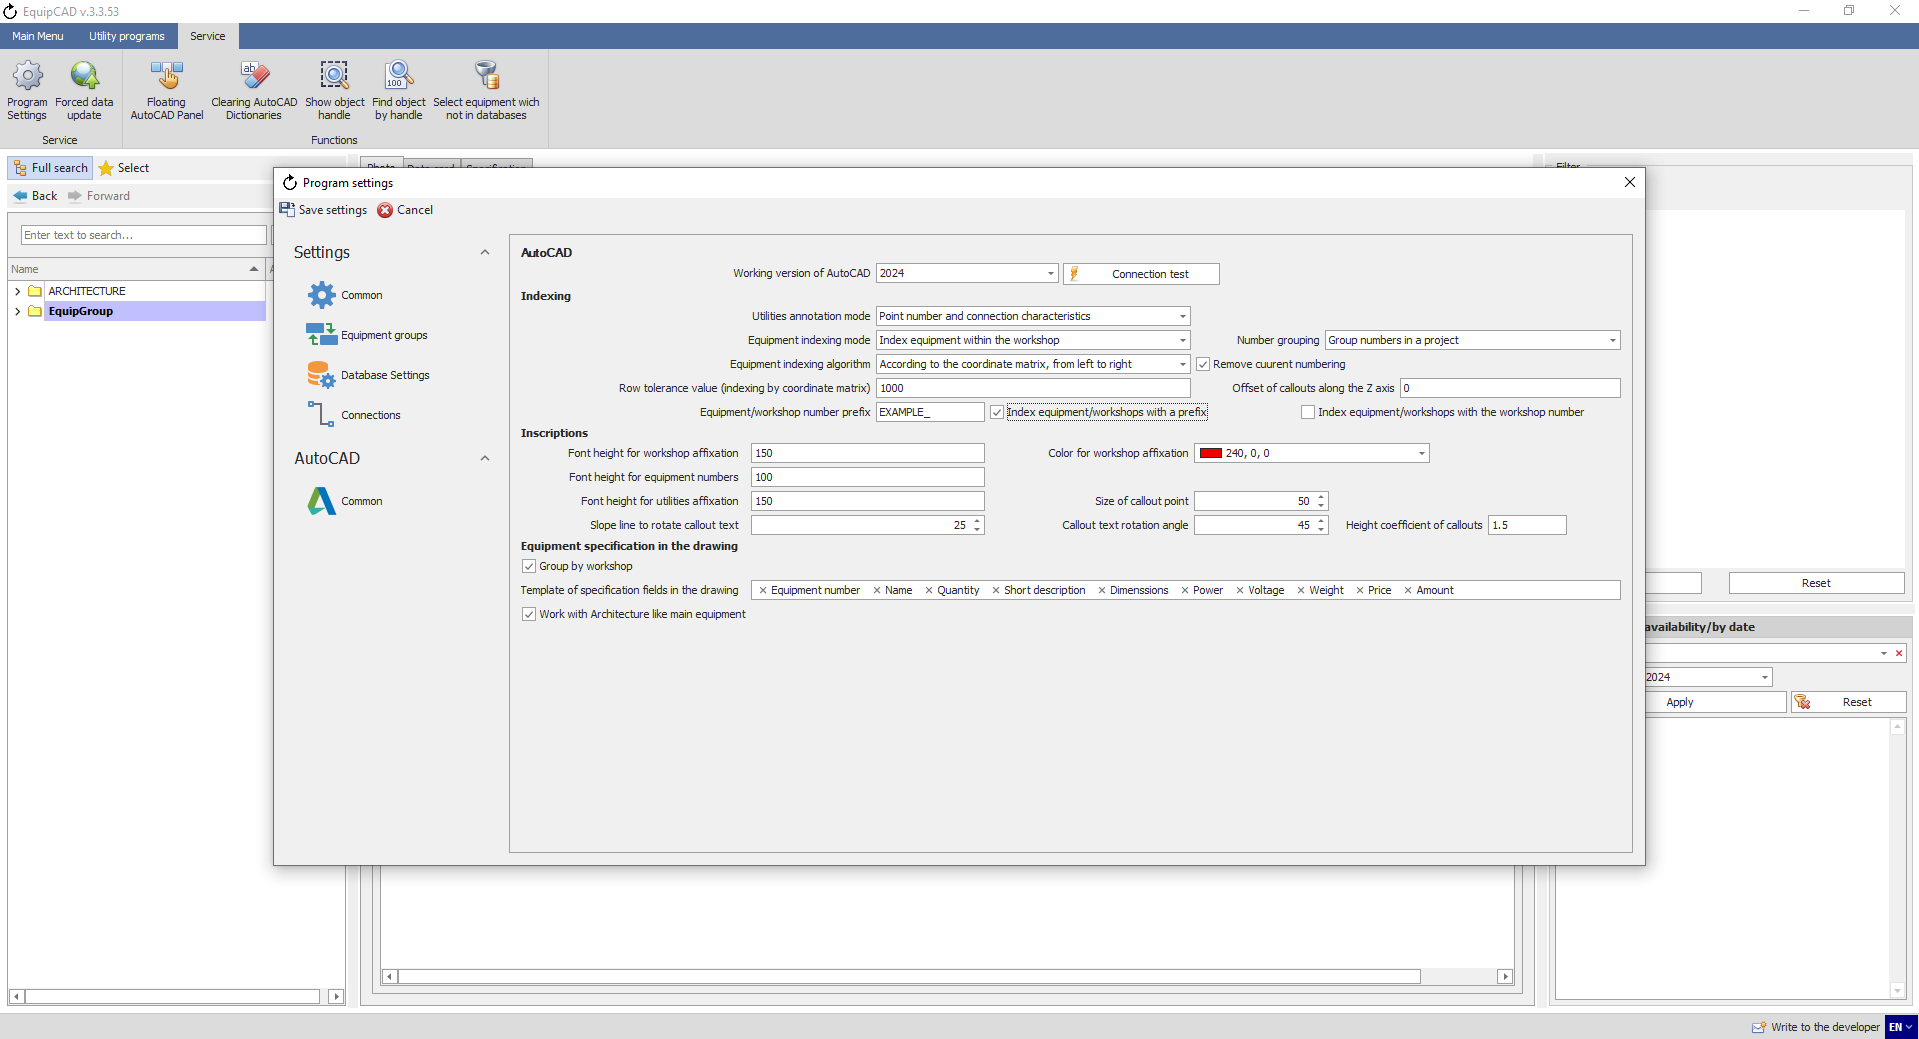 EquipCAD v.3.3.53
Main Menu Utility programs Service
Program Settings
Forced data update
Floating AutoCAD Panel
Clearing AutoCAD Dictionaries
Show object handle
Find object by handle
Select equipment wich not in databases
Service Functions
Full search Select
Back Forward
Enter text to search...
Name
ARCHITECTURE
EquipGroup
Photo
Filter
Program settings
Save settings Cancel
Settings
Common
Equipment groups
Database Settings
Connections
AutoCAD
Common
AutoCAD
Working version of AutoCAD 2024 Connection test
Indexing
Utilities annotation mode Point number and connection characteristics
Equipment indexing mode Index equipment within the workshop Number grouping Group numbers in a project
Equipment indexing algorithm According to the coordinate matrix, from left to right Remove cuurent numbering
Row tolerance value (indexing by coordinate matrix) 1000 Offset of callouts along the Z axis 0
Equipment/workshop number prefix EXAMPLE_ Index equipment/workshops with a prefix Index equipment/workshops with the workshop number
Inscriptions
Font height for workshop affixation 150 Color for workshop affixation 240, 0, 0
Font height for equipment numbers 100
Font height for utilities affixation 150 Size of callout point 50
Slope line to rotate callout text 25 Callout text rotation angle 45 Height coefficient of callouts 1.5
Equipment specification in the drawing
Group by workshop
Template of specification fields in the drawing Equipment number Name Quantity Short description Dimenssions Power Voltage Weight Price Amount
Work with Architecture like main equipment
Reset
availability/by date
2024
Apply Reset
Write to the developer EN